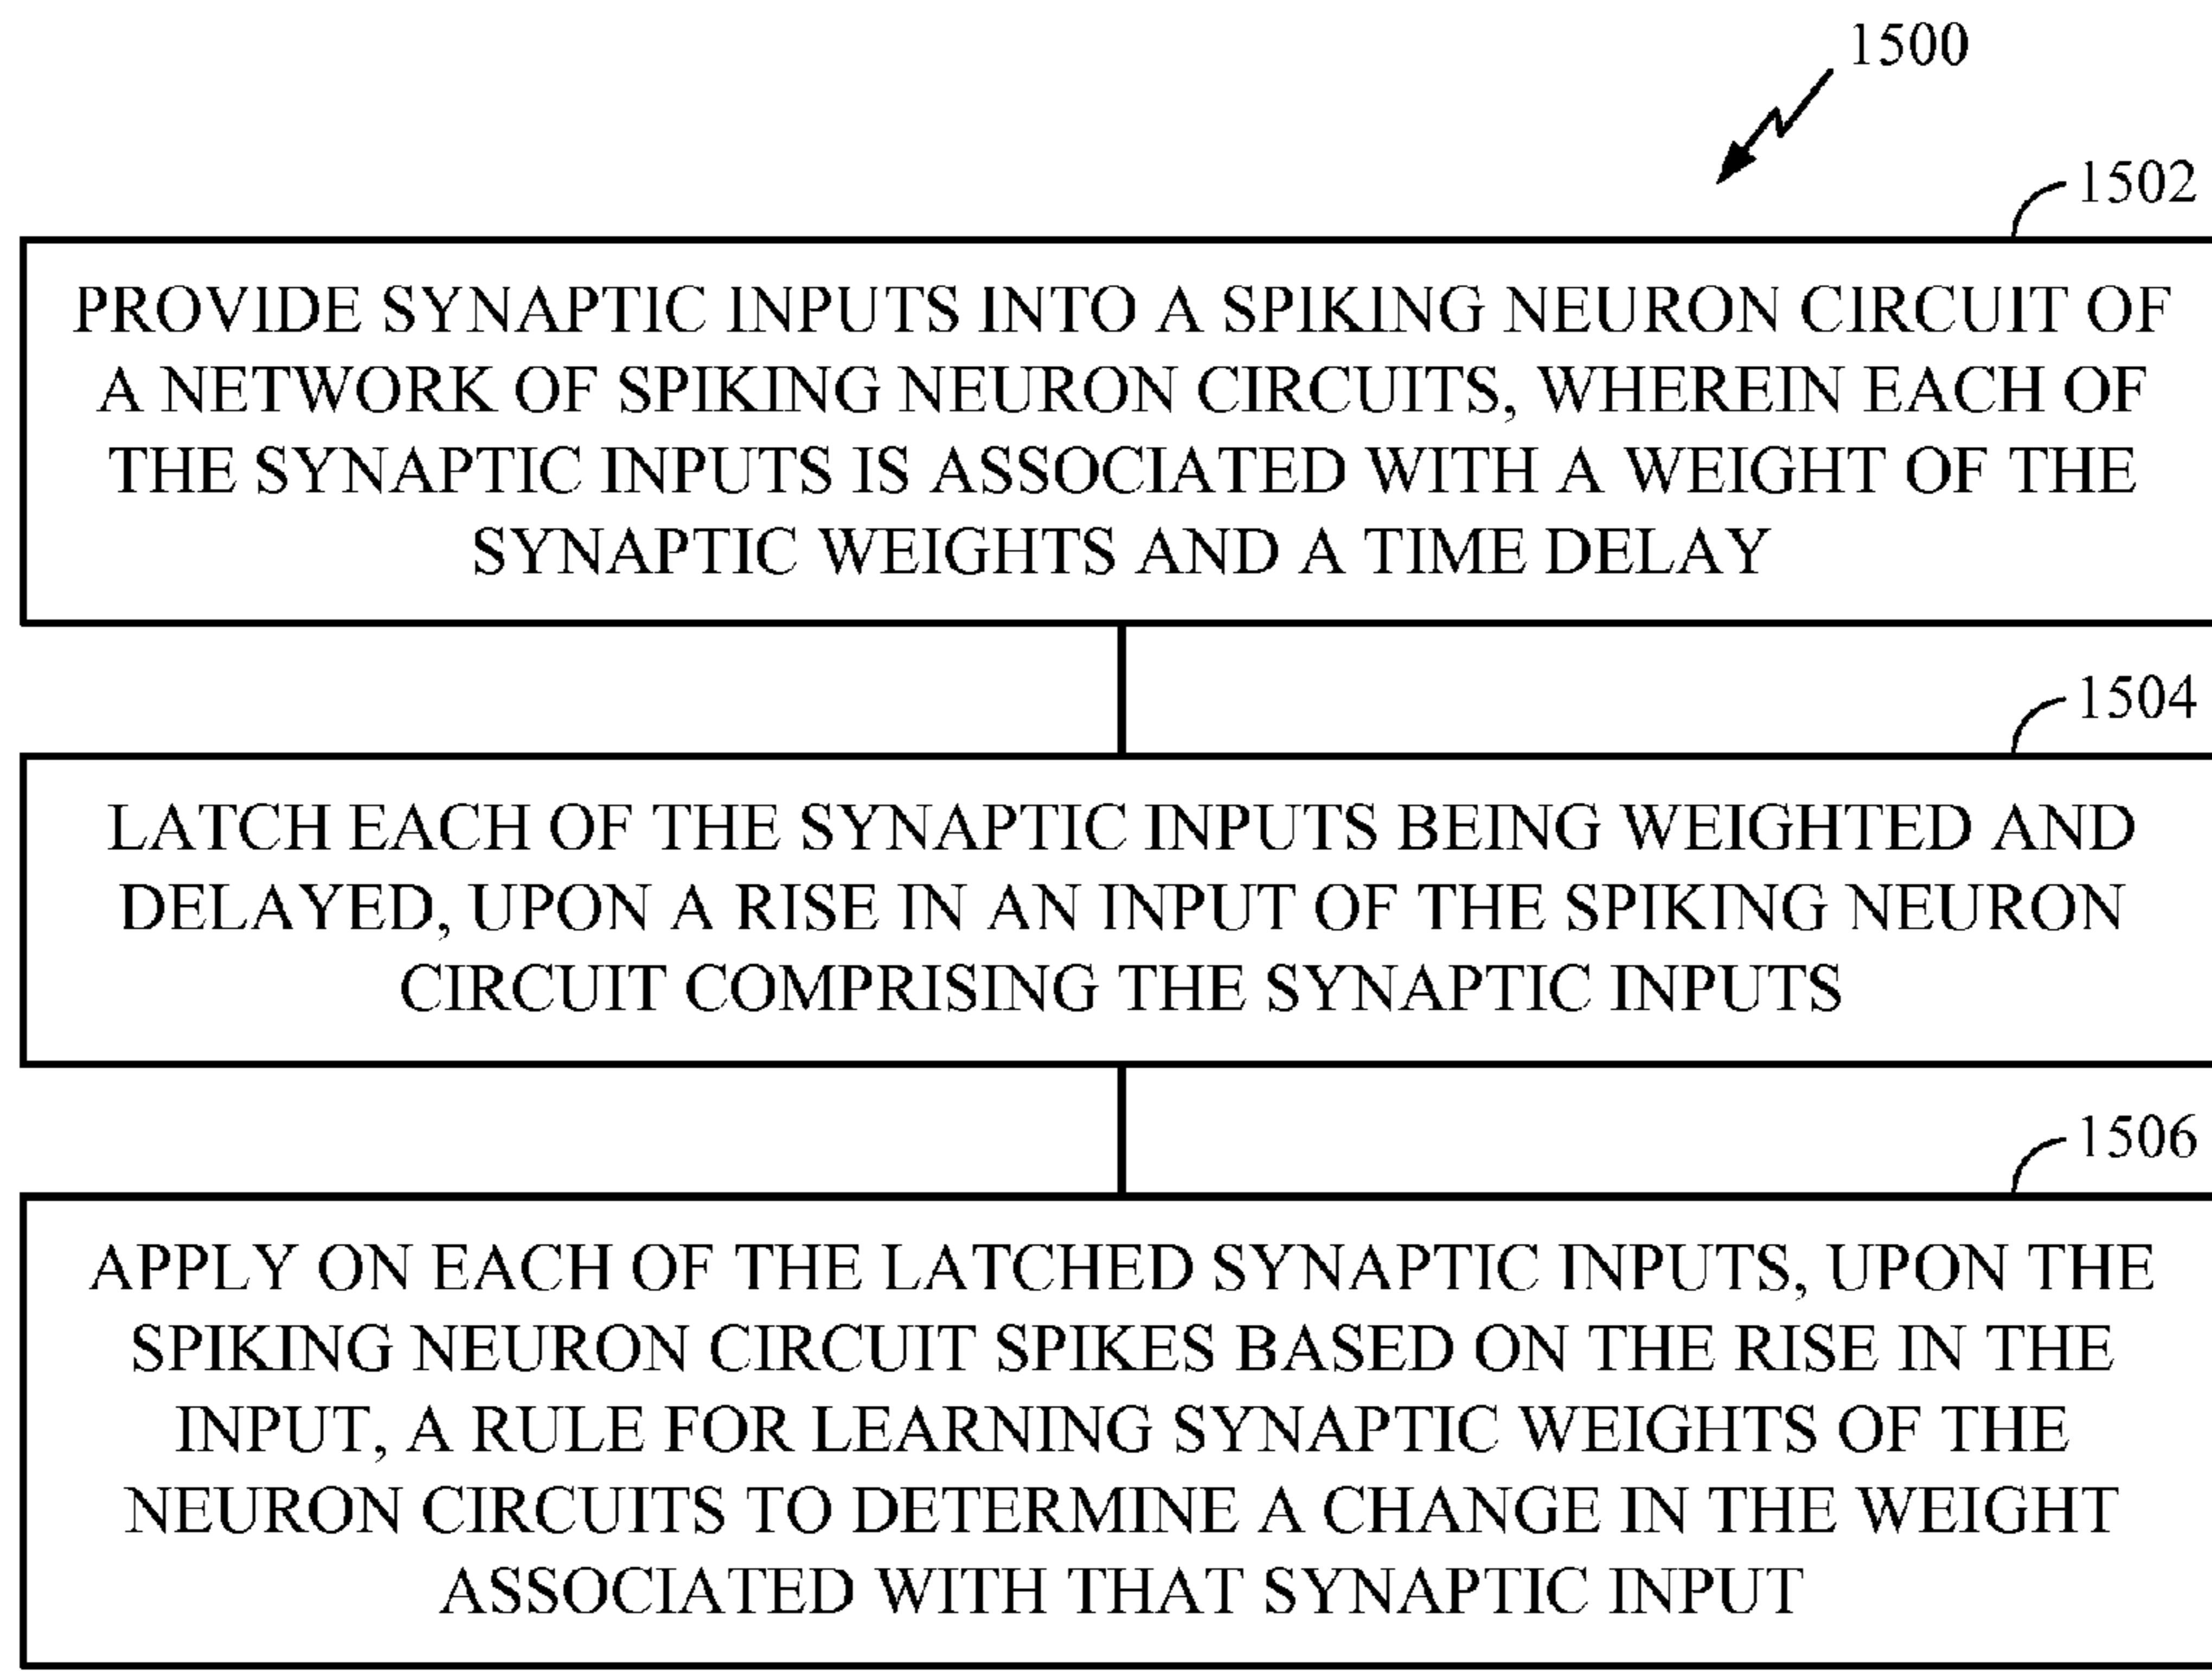 1500
1502
PROVIDE SYNAPTIC INPUTS INTO A SPIKING NEURON CIRCUIT OF
A NETWORK OF SPIKING NEURON CIRCUITS, WHEREIN EACH OF
THE SYNAPTIC INPUTS IS ASSOCIATED WITH A WEIGHT OF THE
SYNAPTIC WEIGHTS AND A TIME DELAY
1504
LATCH EACH OF THE SYNAPTIC INPUTS BEING WEIGHTED AND
DELAYED, UPON A RISE IN AN INPUT OF THE SPIKING NEURON
CIRCUIT COMPRISING THE SYNAPTIC INPUTS
1506
APPLY ON EACH OF THE LATCHED SYNAPTIC INPUTS, UPON THE
SPIKING NEURON CIRCUIT SPIKES BASED ON THE RISE IN THE
INPUT, A RULE FOR LEARNING SYNAPTIC WEIGHTS OF THE
NEURON CIRCUITS TO DETERMINE A CHANGE IN THE WEIGHT
ASSOCIATED WITH THAT SYNAPTIC INPUT